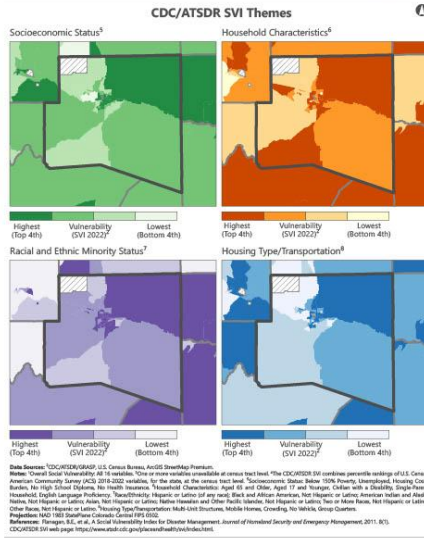 CDC/ATSDR SVI Themes
Socioeconomic Status⁵
Household Characteristics⁶
Highest
(Top 4th)
Vulnerability
(SVI 2022)²
Lowest
(Bottom 4th)
Highest
(Top 4th)
Vulnerability
(SVI 2022)²
Lowest
(Bottom 4th)
Racial and Ethnic Minority Status⁷
Housing Type/Transportation⁸
Highest
(Top 4th)
Vulnerability
(SVI 2022)²
Lowest
(Bottom 4th)
Highest
(Top 4th)
Vulnerability
(SVI 2022)²
Lowest
(Bottom 4th)
Data Sources: ²CDC/ATSDR/GRASP, U.S. Census Bureau, ArcGIS StreetMap Premium.
Notes: ¹Overall Social Vulnerability: All 16 variables. ³One or more variables unavailable at census tract level. ⁴The CDC/ATSDR SVI combines percentile rankings of U.S. Cens
American Community Survey (ACS) 2018-2022 variables, for the state, at the census tract level. ⁵Socioeconomic Status: Below 150% Poverty, Unemployed, Housing Cos
Burden, No High School Diploma, No Health Insurance. ⁶Household Characteristics: Aged 65 and Older, Aged 17 and Younger, Civilian with a Disability, Single-Paren
Household, English Language Proficiency. ⁷Race/Ethnicity: Hispanic or Latino (of any race); Black and African American, Not Hispanic or Latino; American Indian and Alask
Native, Not Hispanic or Latino; Asian, Not Hispanic or Latino; Native Hawaiian and Other Pacific Islander, Not Hispanic or Latino; Two or More Races, Not Hispanic or Latin
Other Races, Not Hispanic or Latino. ⁸Housing Type/Transportation: Multi-Unit Structures, Mobile Homes, Crowding, No Vehicle, Group Quarters.
Projection: NAD 1983 StatePlane Colorado Central FIPS 0502.
References: Flanagan, B.E., et al., A Social Vulnerability Index for Disaster Management. Journal of Homeland Security and Emergency Management, 2011. 8(1).
CDC/ATSDR SVI web page: https://www.atsdr.cdc.gov/placeandhealth/svi/index.html.